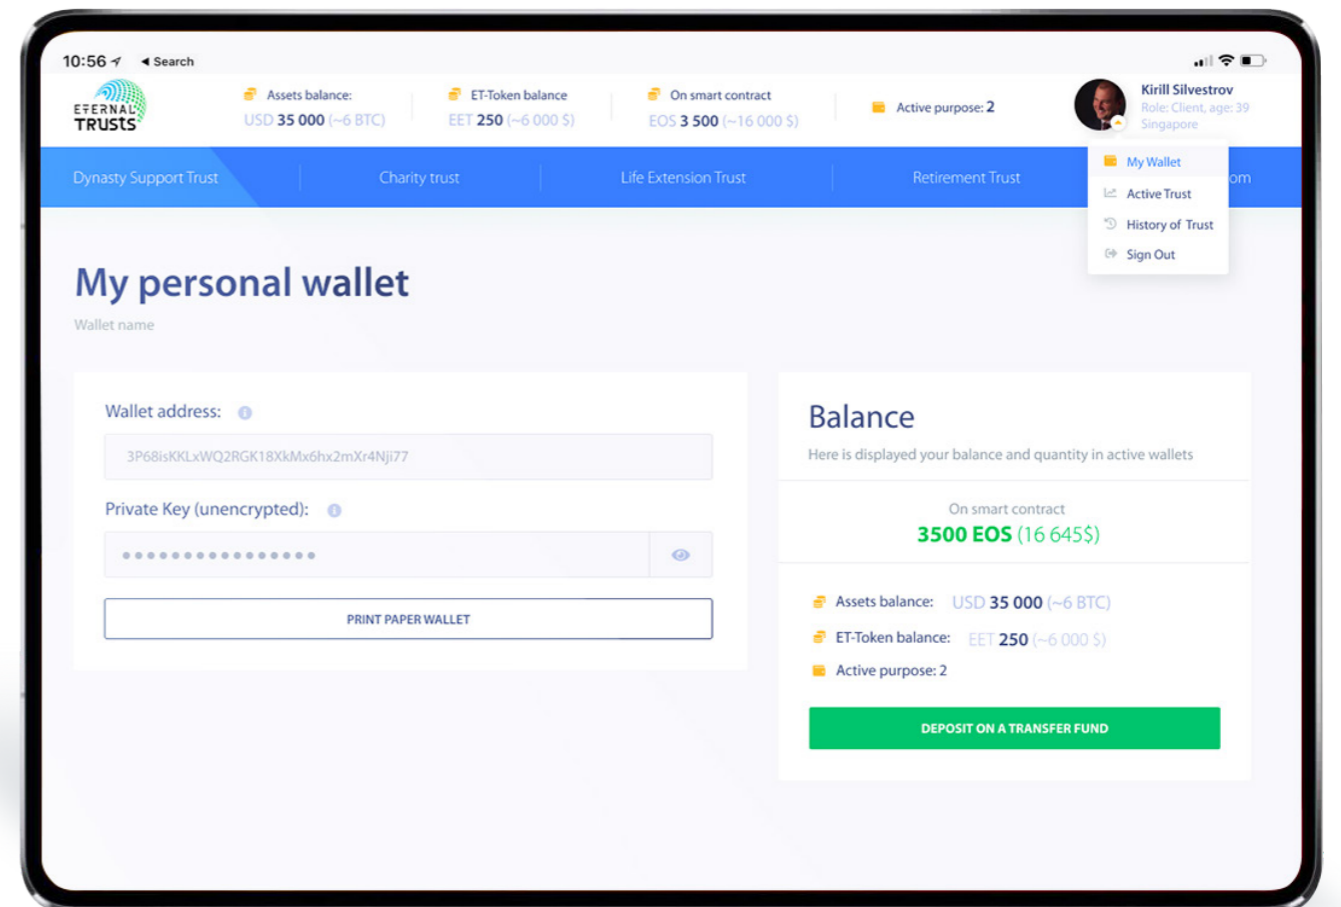 10:56 ◀ Search
EFERNAL
TRUSTS
Assets balance:
USD 35 000 (~6 BTC)
ET-Token balance
EET 250 (~6 000 $)
On smart contract
EOS 3 500 (~16 000 $)
Active purpose: 2
Kirill Silvestrov
Role: Client, age: 39
Singapore
Dynasty Support Trust
Charity trust
Life Extension Trust
Retirement Trust
om
My Wallet
Active Trust
History of Trust
Sign Out
My personal wallet
Wallet name
Wallet address:
3P68isKKLxWQ2RGK18XkMx6hx2mXr4Nji77
Private Key (unencrypted):
PRINT PAPER WALLET
Balance
Here is displayed your balance and quantity in active wallets
On smart contract
3500 EOS (16 645$)
Assets balance: USD 35 000 (~6 BTC)
ET-Token balance: EET 250 (~6 000 $)
Active purpose: 2
DEPOSIT ON A TRANSFER FUND